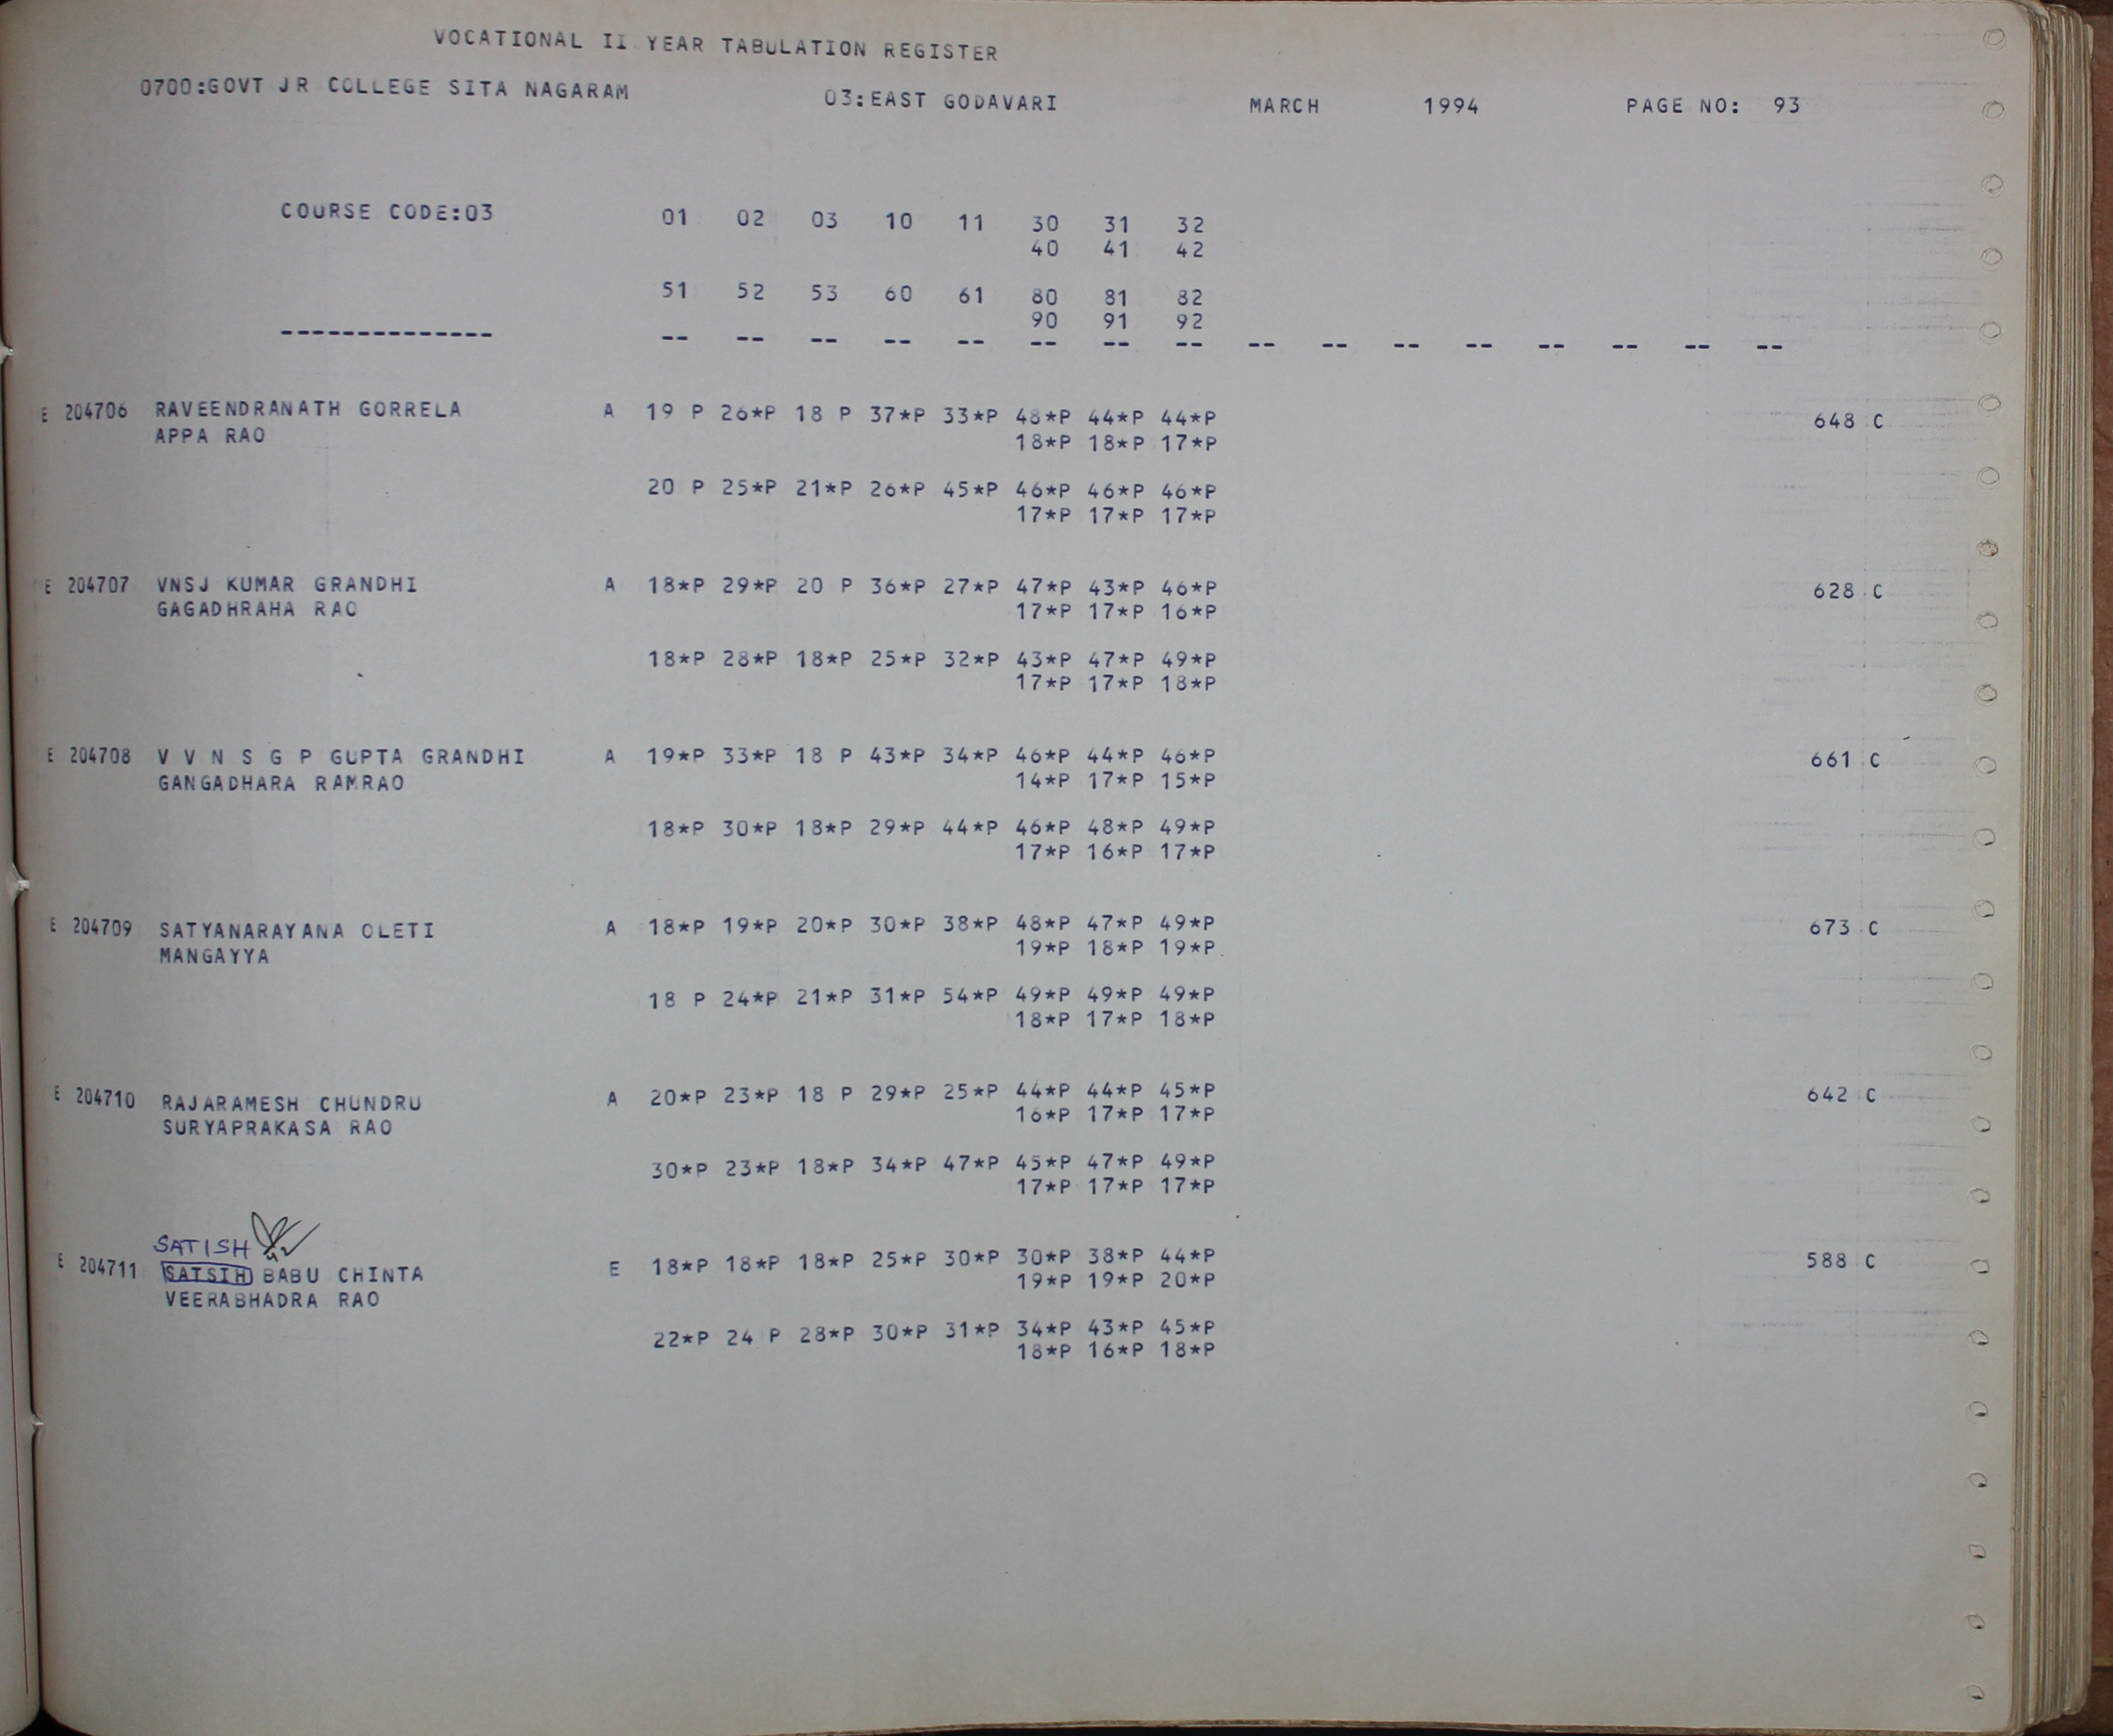 VOCATIONAL II YEAR TABULATION REGISTER
0700:GOVT JR COLLEGE SITA NAGARAM 03:EAST GODAVARI MARCH 1994 PAGE NO: 93
COURSE CODE:03 01 02 03 10 11 30 31 32
40 41 42
51 52 53 60 61 80 81 82
90 91 92
-------------- -- -- -- -- -- -- -- -- -- -- -- -- -- -- -- --
E 204706 RAVEENDRANATH GORRELA A 19 P 26*P 18 P 37*P 33*P 48*P 44*P 44*P 648 C
APPA RAO 18*P 18*P 17*P
20 P 25*P 21*P 26*P 45*P 46*P 46*P 46*P
17*P 17*P 17*P
E 204707 VNSJ KUMAR GRANDHI A 18*P 29*P 20 P 36*P 27*P 47*P 43*P 46*P 628 C
GAGADHRAHA RAO 17*P 17*P 16*P
18*P 28*P 18*P 25*P 32*P 43*P 47*P 49*P
17*P 17*P 18*P
E 204708 V V N S G P GUPTA GRANDHI A 19*P 33*P 18 P 43*P 34*P 46*P 44*P 46*P 661 C
GANGADHARA RAMRAO 14*P 17*P 15*P
18*P 30*P 18*P 29*P 44*P 46*P 48*P 49*P
17*P 16*P 17*P
E 204709 SATYANARAYANA OLETI A 18*P 19*P 20*P 30*P 38*P 48*P 47*P 49*P 673 C
MANGAYYA 19*P 18*P 19*P
18 P 24*P 21*P 31*P 54*P 49*P 49*P 49*P
18*P 17*P 18*P
E 204710 RAJARAMESH CHUNDRU A 20*P 23*P 18 P 29*P 25*P 44*P 44*P 45*P 642 C
SURYAPRAKASA RAO 16*P 17*P 17*P
30*P 23*P 18*P 34*P 47*P 45*P 47*P 49*P
17*P 17*P 17*P
SATISH
E 204711 SATSIH BABU CHINTA E 18*P 18*P 18*P 25*P 30*P 30*P 38*P 44*P 588 C
VEERABHADRA RAO 19*P 19*P 20*P
22*P 24 P 28*P 30*P 31*P 34*P 43*P 45*P
18*P 16*P 18*P